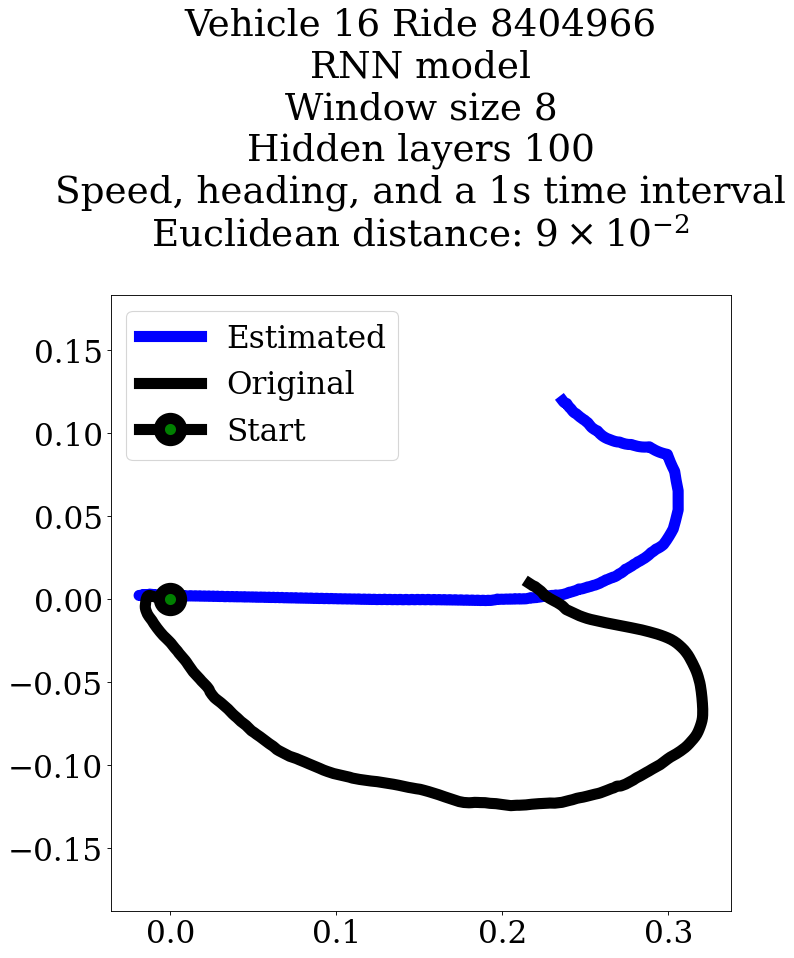 Vehicle 16 Ride 8404966
RNN model
Window size 8
Hidden layers 100
Speed, heading, and a 1s time interval
Euclidean distance: 9 × 10⁻²
Estimated
Original
Start
0.15
0.10
0.05
0.00
−0.05
−0.10
−0.15
0.0 0.1 0.2 0.3